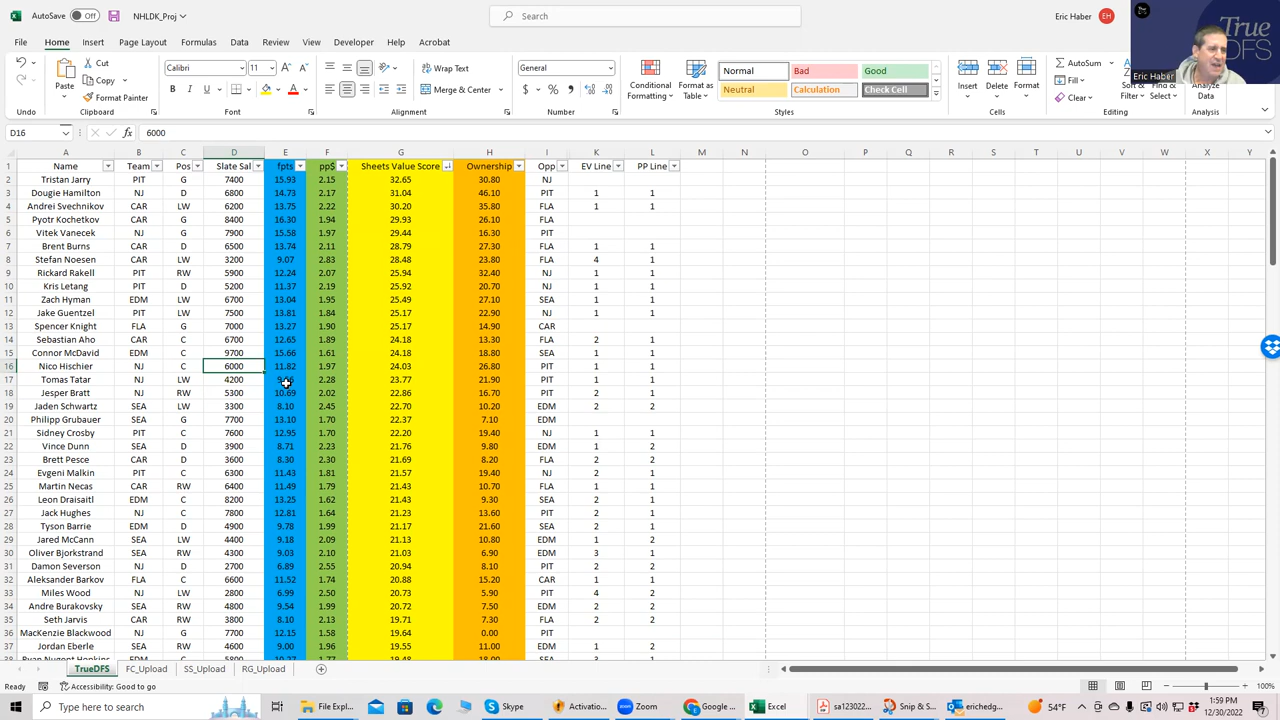 AutoSave Off NHLDK_Proj Search Eric Haber EH
True DFS
Eric Haber
File Home Insert Page Layout Formulas Data Review View Developer Help Acrobat
Undo Paste Cut Copy Format Painter Clipboard
Calibri 11 B I U Font
Wrap Text Merge & Center Alignment
General $ % Number
Conditional Formatting Format as Table Normal Bad Good Neutral Calculation Check Cell Styles
Insert Delete Format Cells
AutoSum Fill Clear Sort & Filter Find & Select Editing
Analyze Data Analysis
D16 fx 6000
A B C D E F G H I K L M N O P Q R S T U V W X Y
1 Name Team Pos Slate Sal fpts pp$ Sheets Value Score Ownership Opp EV Line PP Line
2 Tristan Jarry PIT G 7400 15.93 2.15 32.65 30.80 NJ
3 Dougie Hamilton NJ D 6800 14.73 2.17 31.04 46.10 PIT 1 1
4 Andrei Svechnikov CAR LW 6200 13.75 2.22 30.20 35.80 FLA 1 1
5 Pyotr Kochetkov CAR G 8400 16.30 1.94 29.93 26.10 FLA
6 Vitek Vanecek NJ G 7900 15.58 1.97 29.44 16.30 PIT
7 Brent Burns CAR D 6500 13.74 2.11 28.79 27.30 FLA 1 1
8 Stefan Noesen CAR LW 3200 9.07 2.83 28.48 23.80 FLA 4 1
9 Rickard Rakell PIT RW 5900 12.24 2.07 25.94 32.40 NJ 1 1
10 Kris Letang PIT D 5200 11.37 2.19 25.92 20.70 NJ 1 1
11 Zach Hyman EDM LW 6700 13.04 1.95 25.49 27.10 SEA 1 1
12 Jake Guentzel PIT LW 7500 13.81 1.84 25.17 22.90 NJ 1 1
13 Spencer Knight FLA G 7000 13.27 1.90 25.17 14.90 CAR
14 Sebastian Aho CAR C 6700 12.65 1.89 24.18 13.30 FLA 2 1
15 Connor McDavid EDM C 9700 15.66 1.61 24.18 18.80 SEA 1 1
16 Nico Hischier NJ C 6000 11.82 1.97 24.03 26.80 PIT 1 1
17 Tomas Tatar NJ LW 4200 2.28 23.77 21.90 PIT 1 1
18 Jesper Bratt NJ RW 5300 10.69 2.02 22.86 16.70 PIT 2 1
19 Jaden Schwartz SEA LW 3300 8.10 2.45 22.70 10.20 EDM 2 2
20 Philipp Grubauer SEA G 7700 13.10 1.70 22.37 7.10 EDM
21 Sidney Crosby PIT C 7600 12.95 1.70 22.20 19.40 NJ 1 1
22 Vince Dunn SEA D 3900 8.71 2.23 21.76 9.80 EDM 1 2
23 Brett Pesce CAR D 3600 8.30 2.30 21.69 8.20 FLA 2 2
24 Evgeni Malkin PIT C 6300 11.43 1.81 21.57 19.40 NJ 2 1
25 Martin Necas CAR RW 6400 11.49 1.79 21.43 10.70 FLA 2 1
26 Leon Draisaitl EDM C 8200 13.25 1.62 21.43 9.30 SEA 2 1
27 Jack Hughes NJ C 7800 12.81 1.64 21.23 13.60 PIT 2 1
28 Tyson Barrie EDM D 4900 9.78 1.99 21.17 21.60 SEA 2 1
29 Jared McCann SEA LW 4400 9.18 2.09 21.13 10.80 EDM 1 2
30 Oliver Bjorkstrand SEA RW 4300 9.03 2.10 21.03 6.90 EDM 3 1
31 Damon Severson NJ D 2700 6.89 2.55 20.94 8.10 PIT 2 2
32 Aleksander Barkov FLA C 6600 11.52 1.74 20.88 15.20 CAR 1 1
33 Miles Wood NJ LW 2800 6.99 2.50 20.73 5.90 PIT 4 2
34 Andre Burakovsky SEA RW 4800 9.54 1.99 20.72 7.50 EDM 2 2
35 Seth Jarvis CAR RW 3800 8.10 2.13 19.71 7.30 FLA 2 2
36 MacKenzie Blackwood NJ G 7700 12.15 1.58 19.64 0.00 PIT
37 Jordan Eberle SEA RW 4600 9.00 1.96 19.55 11.00 EDM 1 2
38 Ryan Nugent Hopkins EDM C 5800 10.27 1.77 19.48 18.00 SEA 3 1
TrueDFS FC_Upload SS_Upload RG_Upload
Ready Accessibility: Good to go 100%
Type here to search File Expl... Skype Activatio... Zoom Google ... Excel sa123022... Snip & S... erichedg... 54°F 1:59 PM
12/30/2022